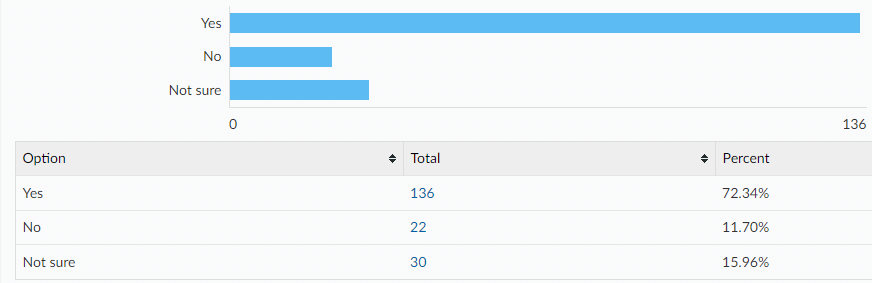 Yes
No
Not sure
0 136
Option Total Percent
Yes 136 72.34%
No 22 11.70%
Not sure 30 15.96%